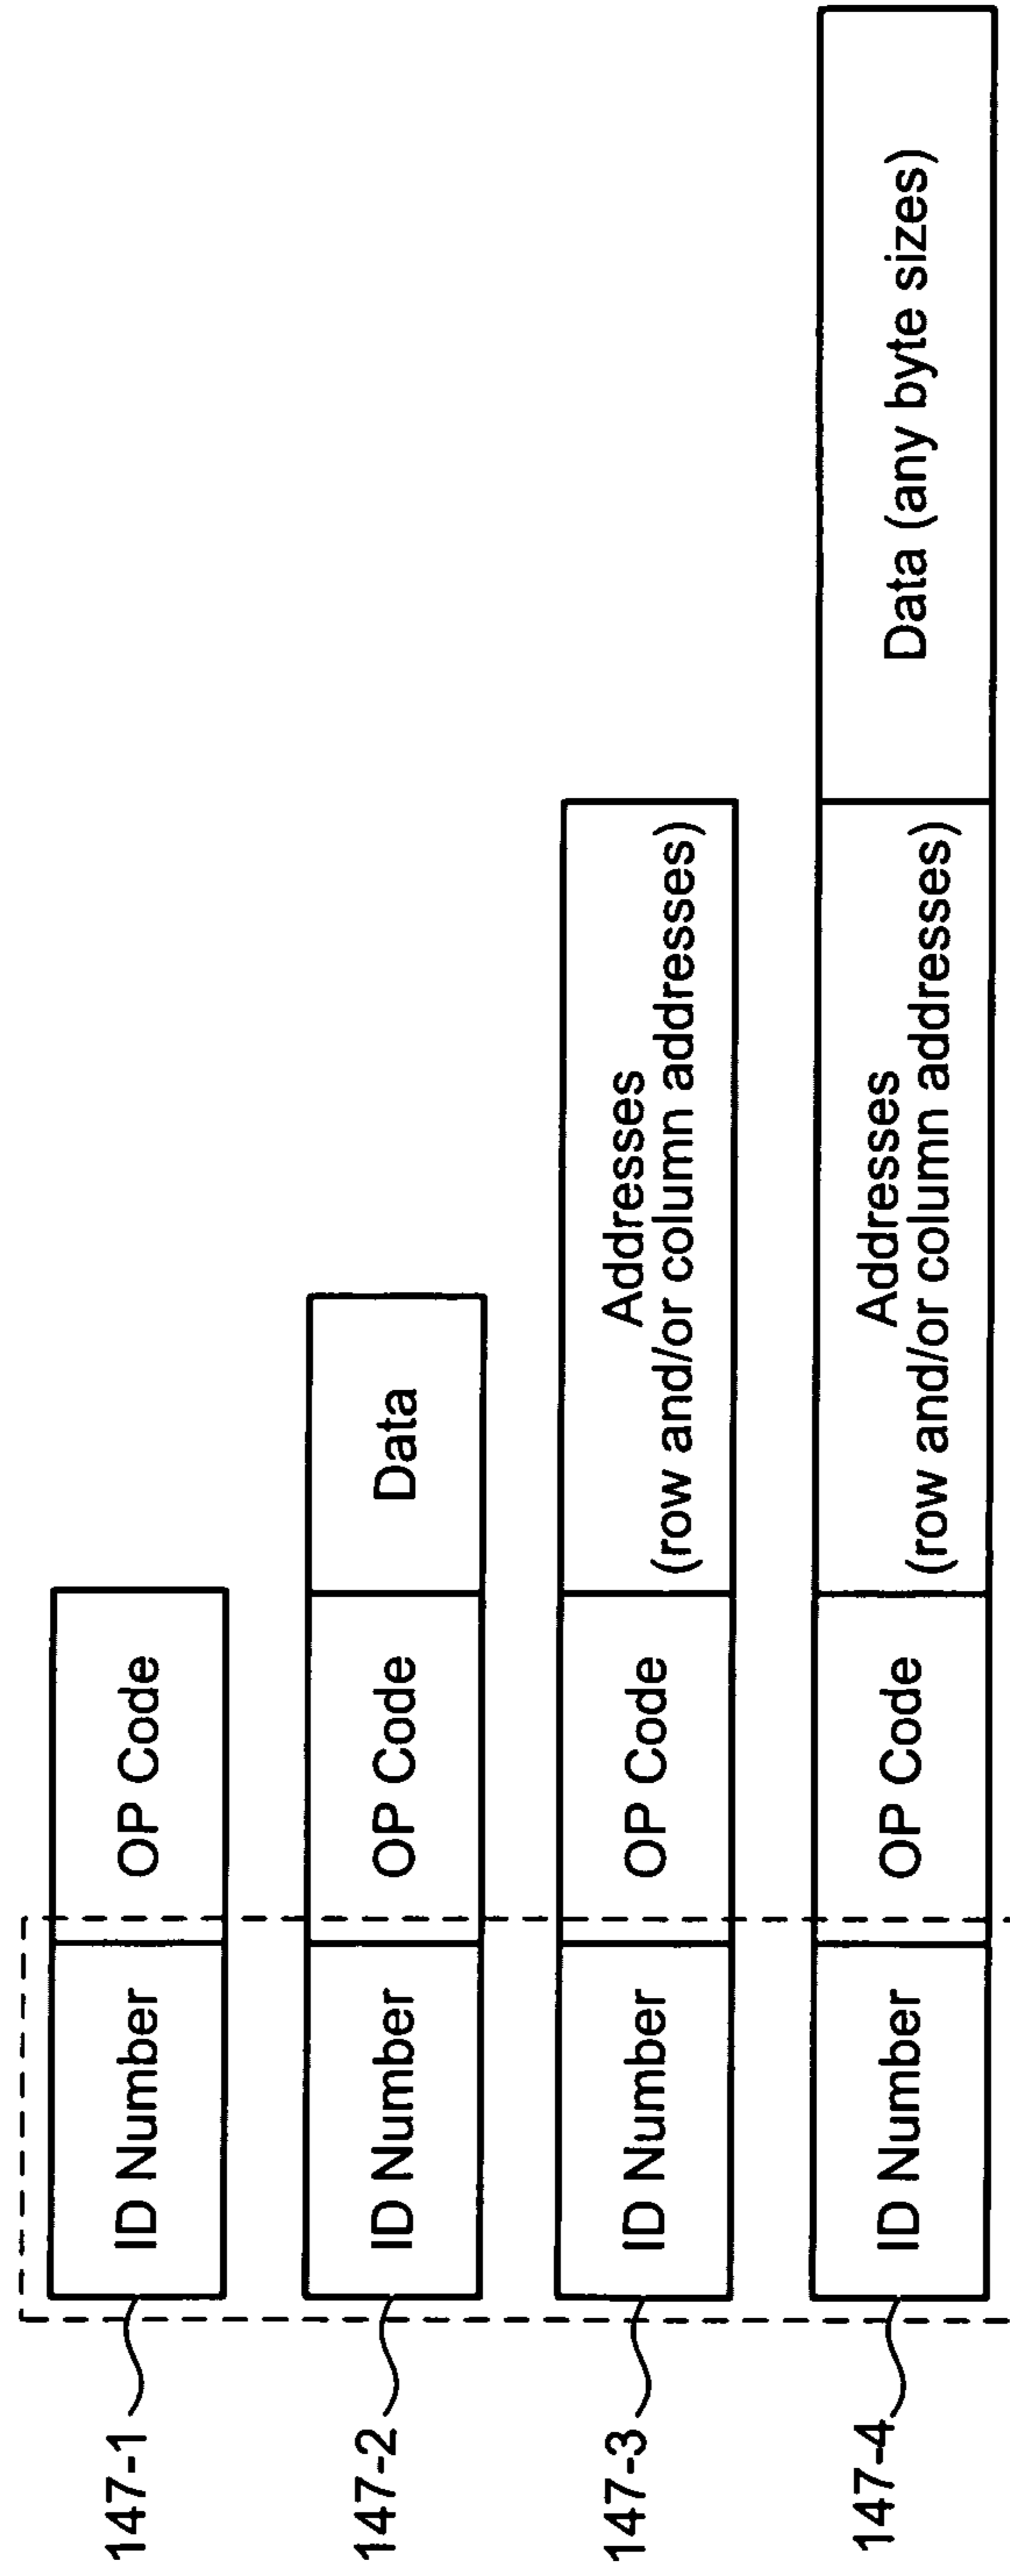 147-1
ID Number
OP Code
147-2
ID Number
OP Code
Data
147-3
ID Number
OP Code
Addresses
(row and/or column addresses)
147-4
ID Number
OP Code
Addresses
(row and/or column addresses)
Data (any byte sizes)